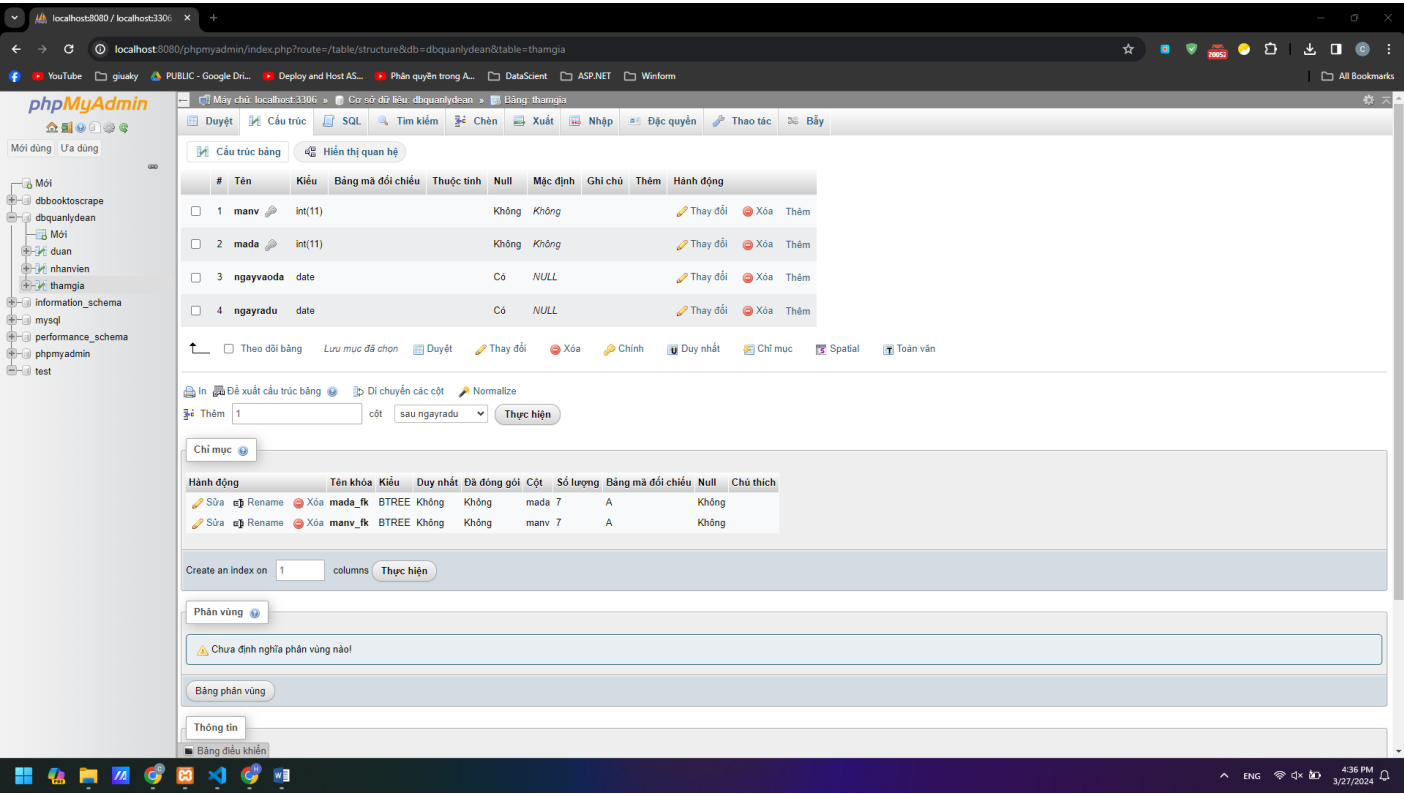 localhost:8080 / localhost:3306
localhost:8080/phpmyadmin/index.php?route=/table/structure&db=dbquanlydean&table=thamgia
YouTube giuaky PUBLIC - Google Dri... Deploy and Host AS... Phân quyền trong A... DataScient ASP.NET Winform All Bookmarks
phpMyAdmin
Mới dùng Ưa dùng
Mới
dbbooktoscrape
dbquanlydean
Mới
duan
nhanvien
thamgia
information_schema
mysql
performance_schema
phpmyadmin
test
Máy chủ: localhost:3306 » Cơ sở dữ liệu: dbquanlydean » Bảng: thamgia
Duyệt Cấu trúc SQL Tìm kiếm Chèn Xuất Nhập Đặc quyền Thao tác Bẫy
Cấu trúc bảng Hiển thị quan hệ
# Tên Kiểu Bảng mã đối chiếu Thuộc tính Null Mặc định Ghi chú Thêm Hành động
1 manv int(11) Không Không Thay đổi Xóa Thêm
2 mada int(11) Không Không Thay đổi Xóa Thêm
3 ngayvaoda date Có NULL Thay đổi Xóa Thêm
4 ngayradu date Có NULL Thay đổi Xóa Thêm
Theo dõi bảng Lưu mục đã chọn Duyệt Thay đổi Xóa Chính Duy nhất Chỉ mục Spatial Toàn văn
In Đề xuất cấu trúc bảng Di chuyển các cột Normalize
Thêm 1 cột sau ngayradu Thực hiện
Chỉ mục
Hành động Tên khóa Kiểu Duy nhất Đã đóng gói Cột Số lượng Bảng mã đối chiếu Null Chú thích
Sửa Rename Xóa mada_fk BTREE Không Không mada 7 A Không
Sửa Rename Xóa manv_fk BTREE Không Không manv 7 A Không
Create an index on 1 columns Thực hiện
Phân vùng
Chưa định nghĩa phân vùng nào!
Bảng phân vùng
Thông tin
Bảng điều khiển
ENG 4:36 PM
3/27/2024